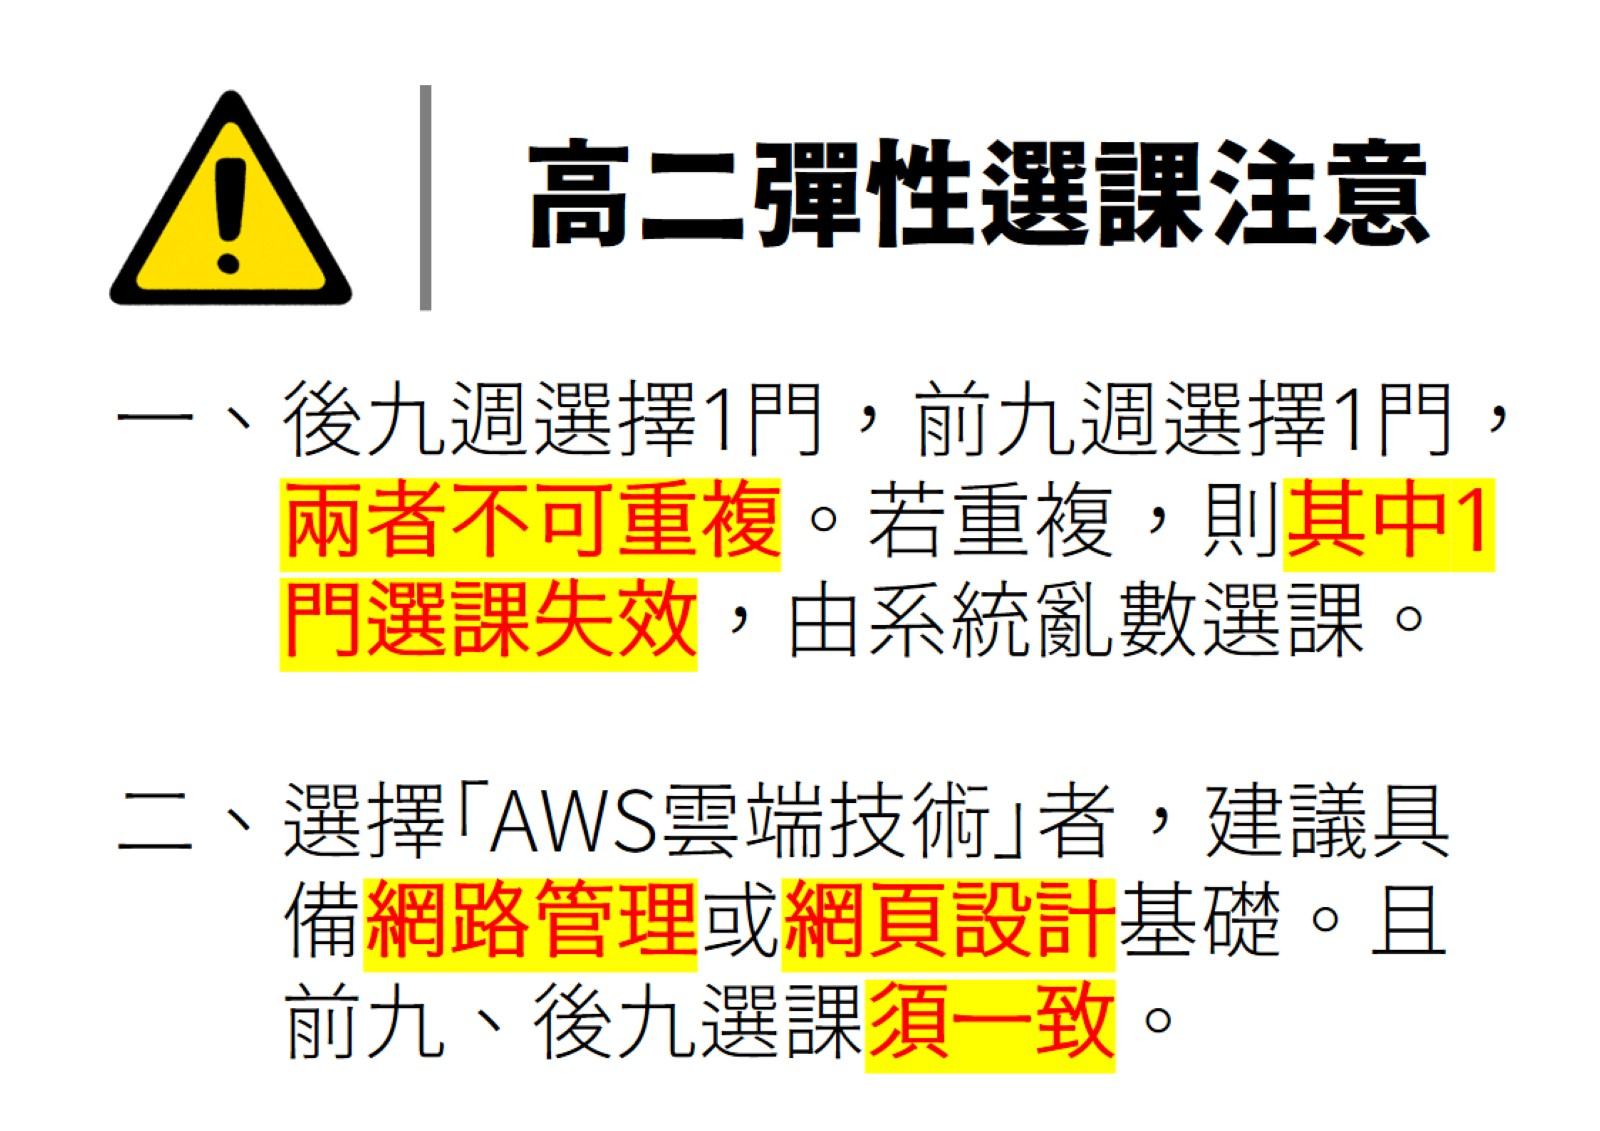 高二彈性選課注意
一、後九週選擇1門，前九週選擇1門，
兩者不可重複。若重複，則其中1
門選課失效，由系統亂數選課。
二、選擇「AWS雲端技術」者，建議具
備網路管理或網頁設計基礎。且
前九、後九選課須一致。